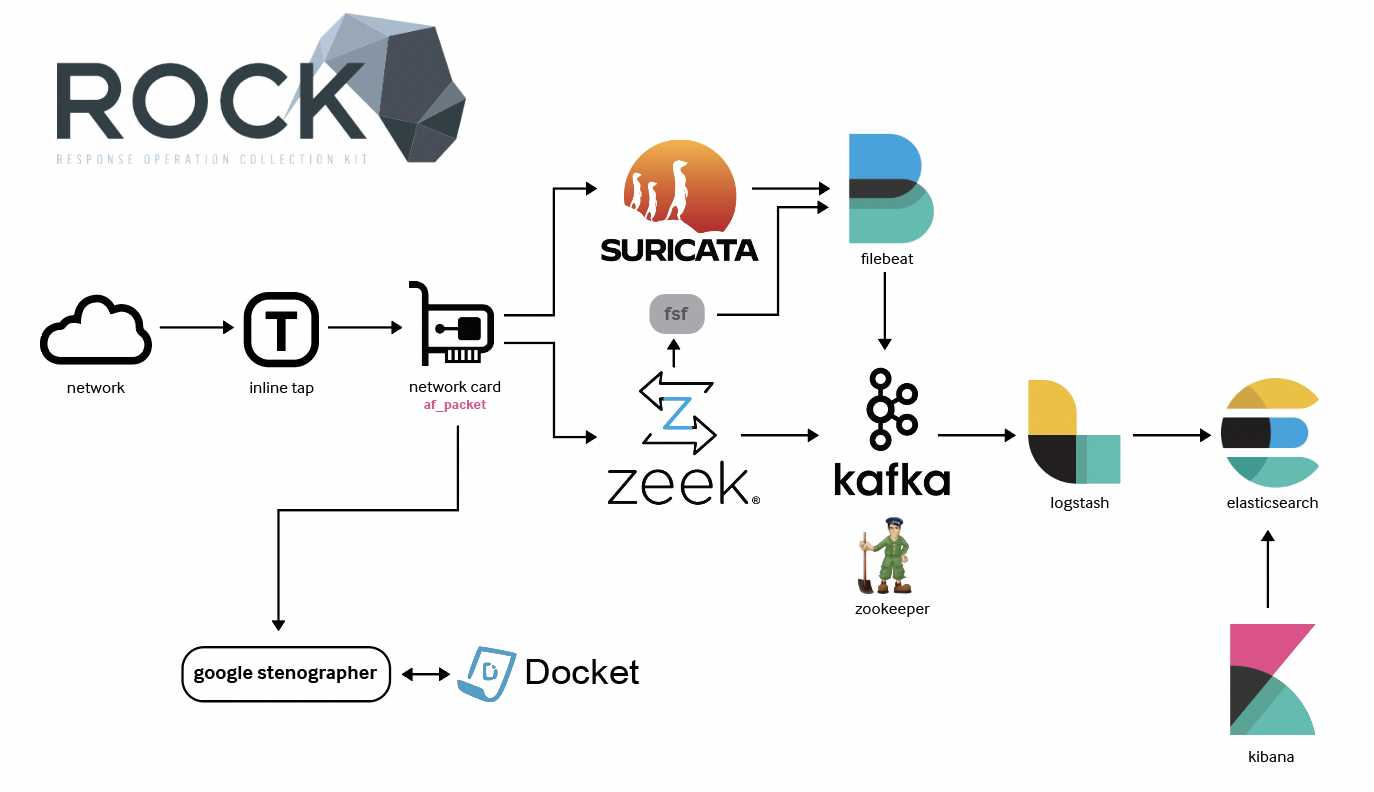 ROCK
RESPONSE OPERATION COLLECTION KIT
SURICATA
filebeat
fsf
T
network
inline tap
network card
af_packet
zeek®
kafka
logstash
elasticsearch
zookeeper
google stenographer
D
Docket
kibana